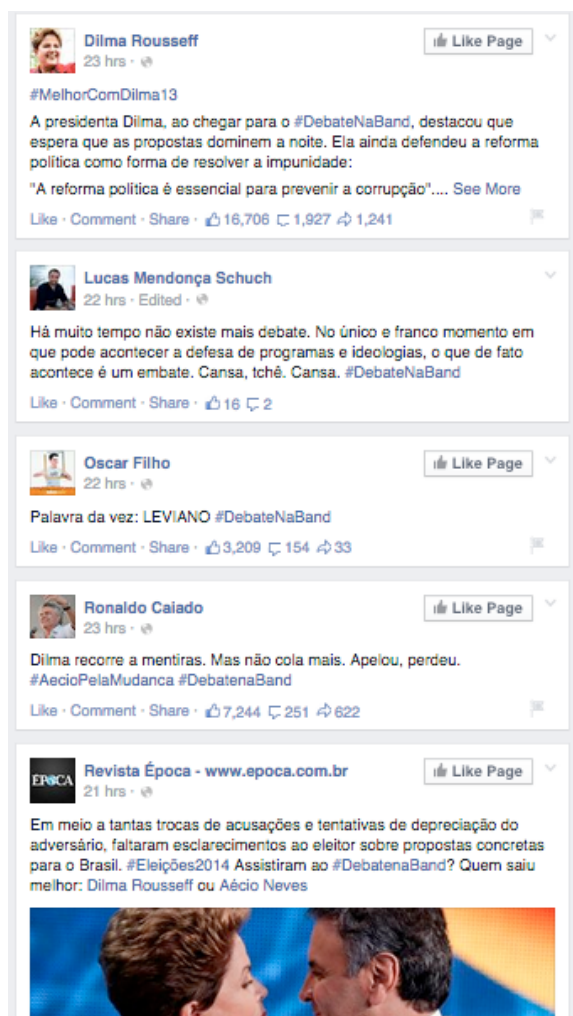 Dilma Rousseff
Like Page
23 hrs ·
#MelhorComDilma13
A presidenta Dilma, ao chegar para o #DebateNaBand, destacou que
espera que as propostas dominem a noite. Ela ainda defendeu a reforma
política como forma de resolver a impunidade:
"A reforma política é essencial para prevenir a corrupção".... See More
Like · Comment · Share · 16,706 1,927 1,241
Lucas Mendonça Schuch
22 hrs · Edited ·
Há muito tempo não existe mais debate. No único e franco momento em
que pode acontecer a defesa de programas e ideologias, o que de fato
acontece é um embate. Cansa, tchê. Cansa. #DebateNaBand
Like · Comment · Share · 16 2
Oscar Filho
Like Page
22 hrs ·
Palavra da vez: LEVIANO #DebateNaBand
Like · Comment · Share · 3,209 154 33
Ronaldo Caiado
Like Page
23 hrs ·
Dilma recorre a mentiras. Mas não cola mais. Apelou, perdeu.
#AecioPelaMudanca #DebatenaBand
Like · Comment · Share · 7,244 251 622
ÉPOCA
Revista Época - www.epoca.com.br
Like Page
21 hrs ·
Em meio a tantas trocas de acusações e tentativas de depreciação do
adversário, faltaram esclarecimentos ao eleitor sobre propostas concretas
para o Brasil. #Eleições2014 Assistiram ao #DebatenaBand? Quem saiu
melhor: Dilma Rousseff ou Aécio Neves